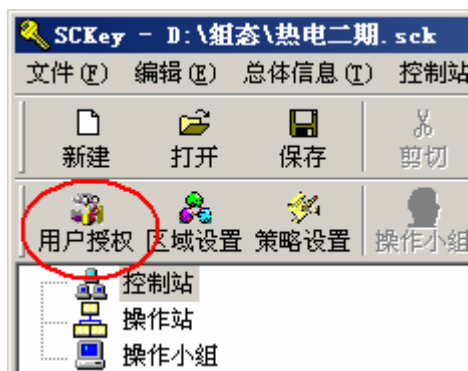 SCKey - D:\组态\热电二期.sck
文件(F) 编辑(E) 总体信息(T) 控制站
新建 打开 保存 剪切
用户授权 区域设置 策略设置 操作小组
控制站
操作站
操作小组